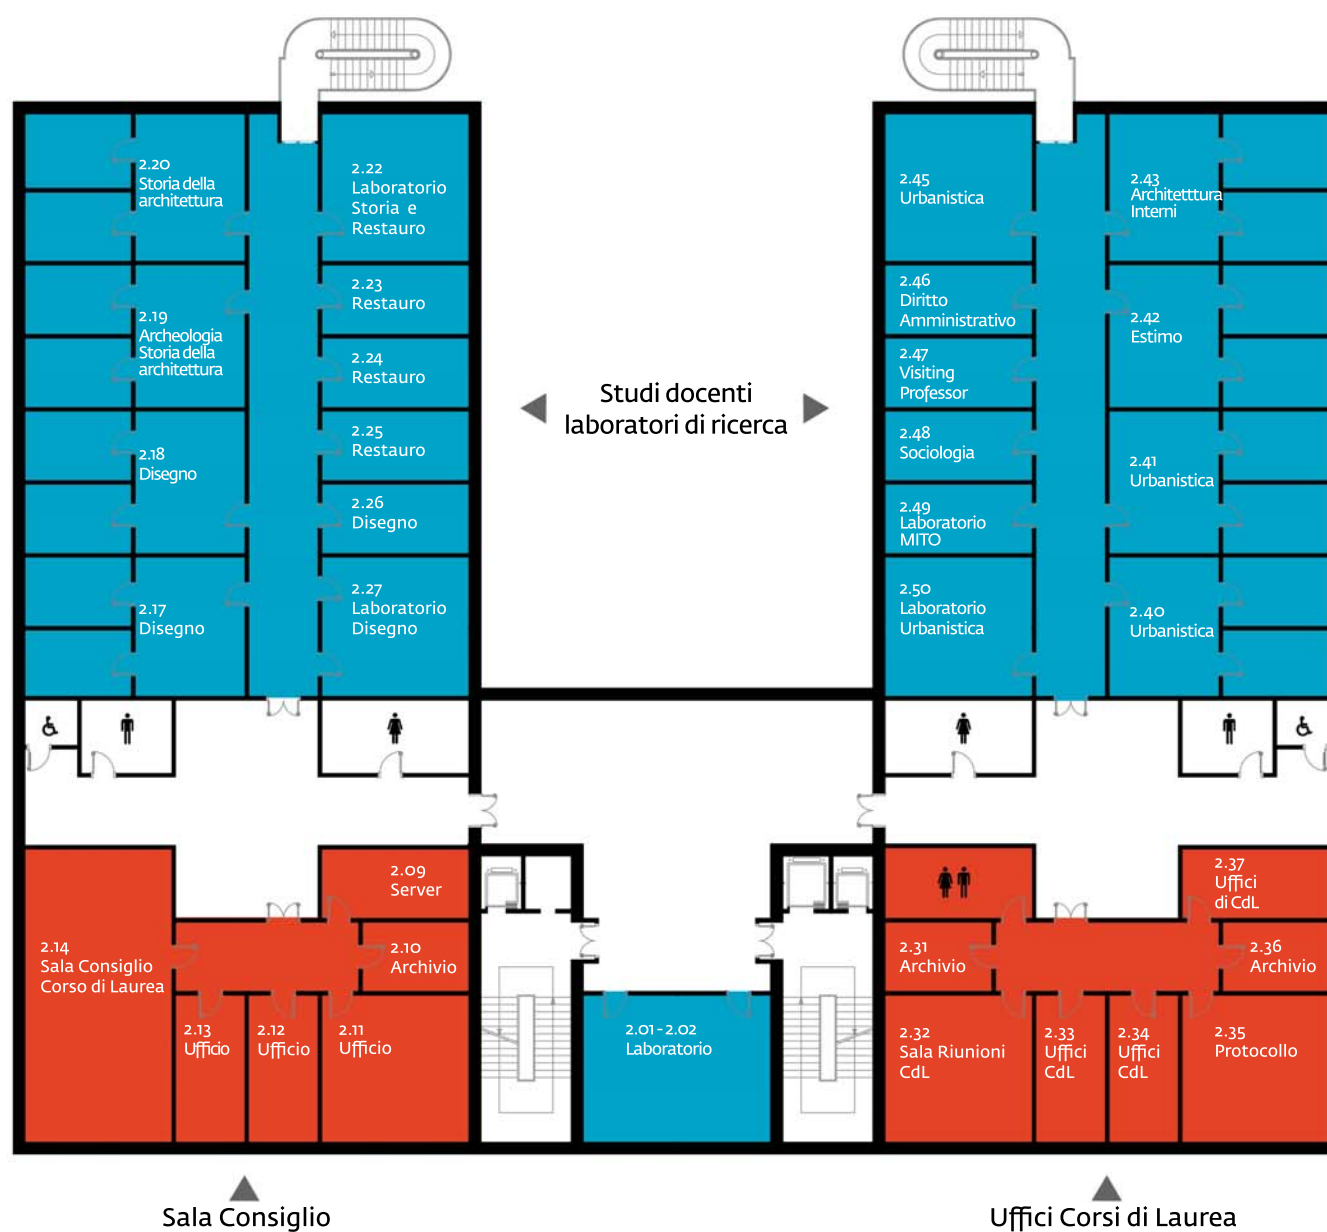 2.20
Storia della
architettura
2.22
Laboratorio
Storia e
Restauro
2.19
Archeologia
Storia della
architettura
2.23
Restauro
2.24
Restauro
2.18
Disegno
2.25
Restauro
2.26
Disegno
2.17
Disegno
2.27
Laboratorio
Disegno
Studi docenti
laboratori di ricerca
2.45
Urbanistica
2.43
Architetttura
Interni
2.46
Diritto
Amministrativo
2.42
Estimo
2.47
Visiting
Professor
2.48
Sociologia
2.41
Urbanistica
2.49
Laboratorio
MITO
2.50
Laboratorio
Urbanistica
2.40
Urbanistica
2.09
Server
2.14
Sala Consiglio
Corso di Laurea
2.10
Archivio
2.13
Ufficio
2.12
Ufficio
2.11
Ufficio
2.01-2.02
Laboratorio
2.37
Uffici
di CdL
2.31
Archivio
2.36
Archivio
2.32
Sala Riunioni
CdL
2.33
Uffici
CdL
2.34
Uffici
CdL
2.35
Protocollo
Sala Consiglio
Uffici Corsi di Laurea